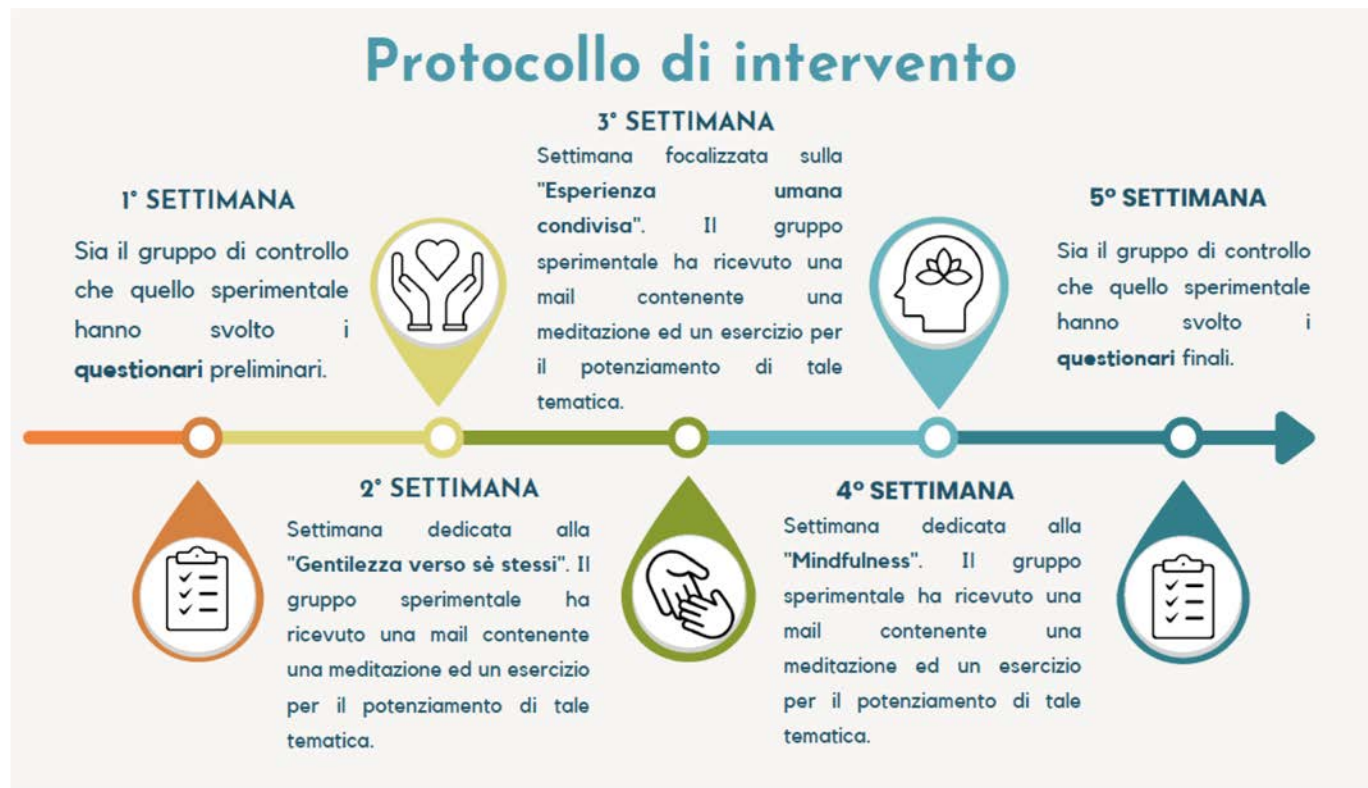 Protocollo di intervento
1° SETTIMANA
Sia il gruppo di controllo
che quello sperimentale
hanno svolto i
questionari preliminari.
2° SETTIMANA
Settimana dedicata alla
"Gentilezza verso sè stessi". Il
gruppo sperimentale ha
ricevuto una mail contenente
una meditazione ed un esercizio
per il potenziamento di tale
tematica.
3° SETTIMANA
Settimana focalizzata sulla
"Esperienza umana
condivisa". Il gruppo
sperimentale ha ricevuto una
mail contenente una
meditazione ed un esercizio per
il potenziamento di tale
tematica.
4º SETTIMANA
Settimana dedicata alla
"Mindfulness". Il gruppo
sperimentale ha ricevuto una
mail contenente una
meditazione ed un esercizio
per il potenziamento di tale
tematica.
5º SETTIMANA
Sia il gruppo di controllo
che quello sperimentale
hanno svolto i
questionari finali.